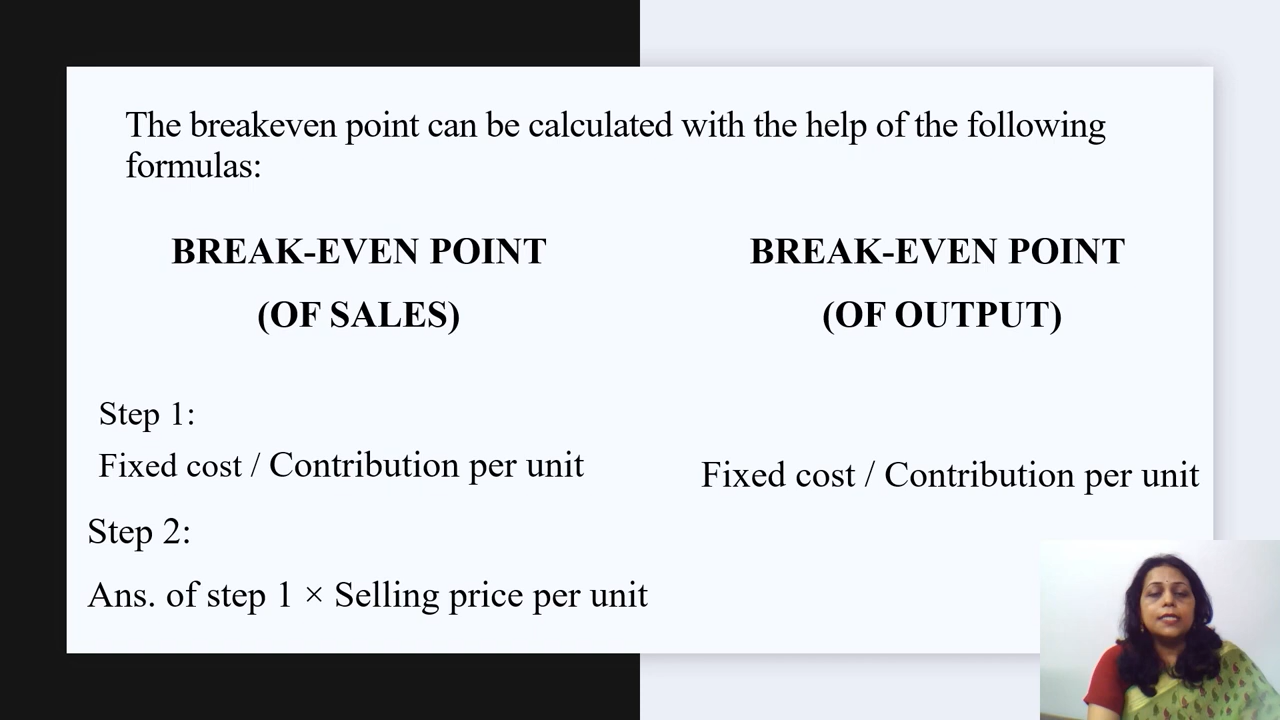 The breakeven point can be calculated with the help of the following
formulas:
BREAK-EVEN POINT
(OF SALES)
Step 1:
Fixed cost / Contribution per unit
Step 2:
Ans. of step 1 × Selling price per unit
BREAK-EVEN POINT
(OF OUTPUT)
Fixed cost / Contribution per unit